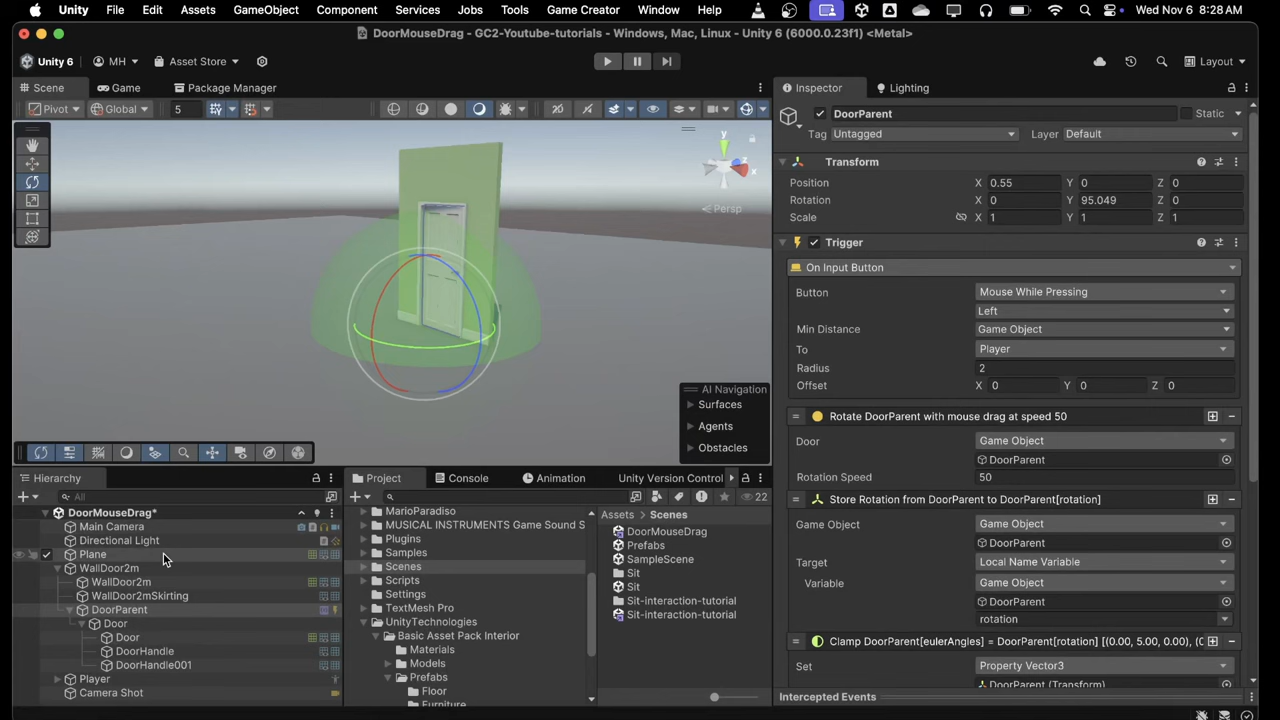 Unity File Edit Assets GameObject Component Services Jobs Tools Game Creator Window Help Wed Nov 6 8:28 AM
DoorMouseDrag - GC2-Youtube-tutorials - Windows, Mac, Linux - Unity 6 (6000.0.23f1) <Metal>
Unity 6 MH Asset Store Layout
Scene Game Package Manager
Pivot Global 5 2D
y
x
Persp
AI Navigation
Surfaces
Agents
Obstacles
Hierarchy
All
DoorMouseDrag*
Main Camera
Directional Light
Plane
WallDoor2m
WallDoor2m
WallDoor2mSkirting
DoorParent
Door
Door
DoorHandle
DoorHandle001
Player
Camera Shot
Project Console Animation Unity Version Control
22
MarioParadiso
MUSICAL INSTRUMENTS Game Sound S
Plugins
Samples
Scenes
Scripts
Settings
TextMesh Pro
UnityTechnologies
Basic Asset Pack Interior
Materials
Models
Prefabs
Floor
Furniture
Assets > Scenes
DoorMouseDrag
Prefabs
SampleScene
Sit
Sit
Sit-interaction-tutorial
Sit-interaction-tutorial
Inspector Lighting
DoorParent Static
Tag Untagged Layer Default
Transform
Position X 0.55 Y 0 Z 0
Rotation X 0 Y 95.049 Z 0
Scale X 1 Y 1 Z 1
Trigger
On Input Button
Button Mouse While Pressing
Left
Min Distance Game Object
To Player
Radius 2
Offset X 0 Y 0 Z 0
Rotate DoorParent with mouse drag at speed 50
Door Game Object
DoorParent
Rotation Speed 50
Store Rotation from DoorParent to DoorParent[rotation]
Game Object Game Object
DoorParent
Target Local Name Variable
Variable Game Object
DoorParent
rotation
Clamp DoorParent[eulerAngles] = DoorParent[rotation] [(0.00, 5.00, 0.00), (0
Set Property Vector3
DoorParent (Transform)
Intercepted Events